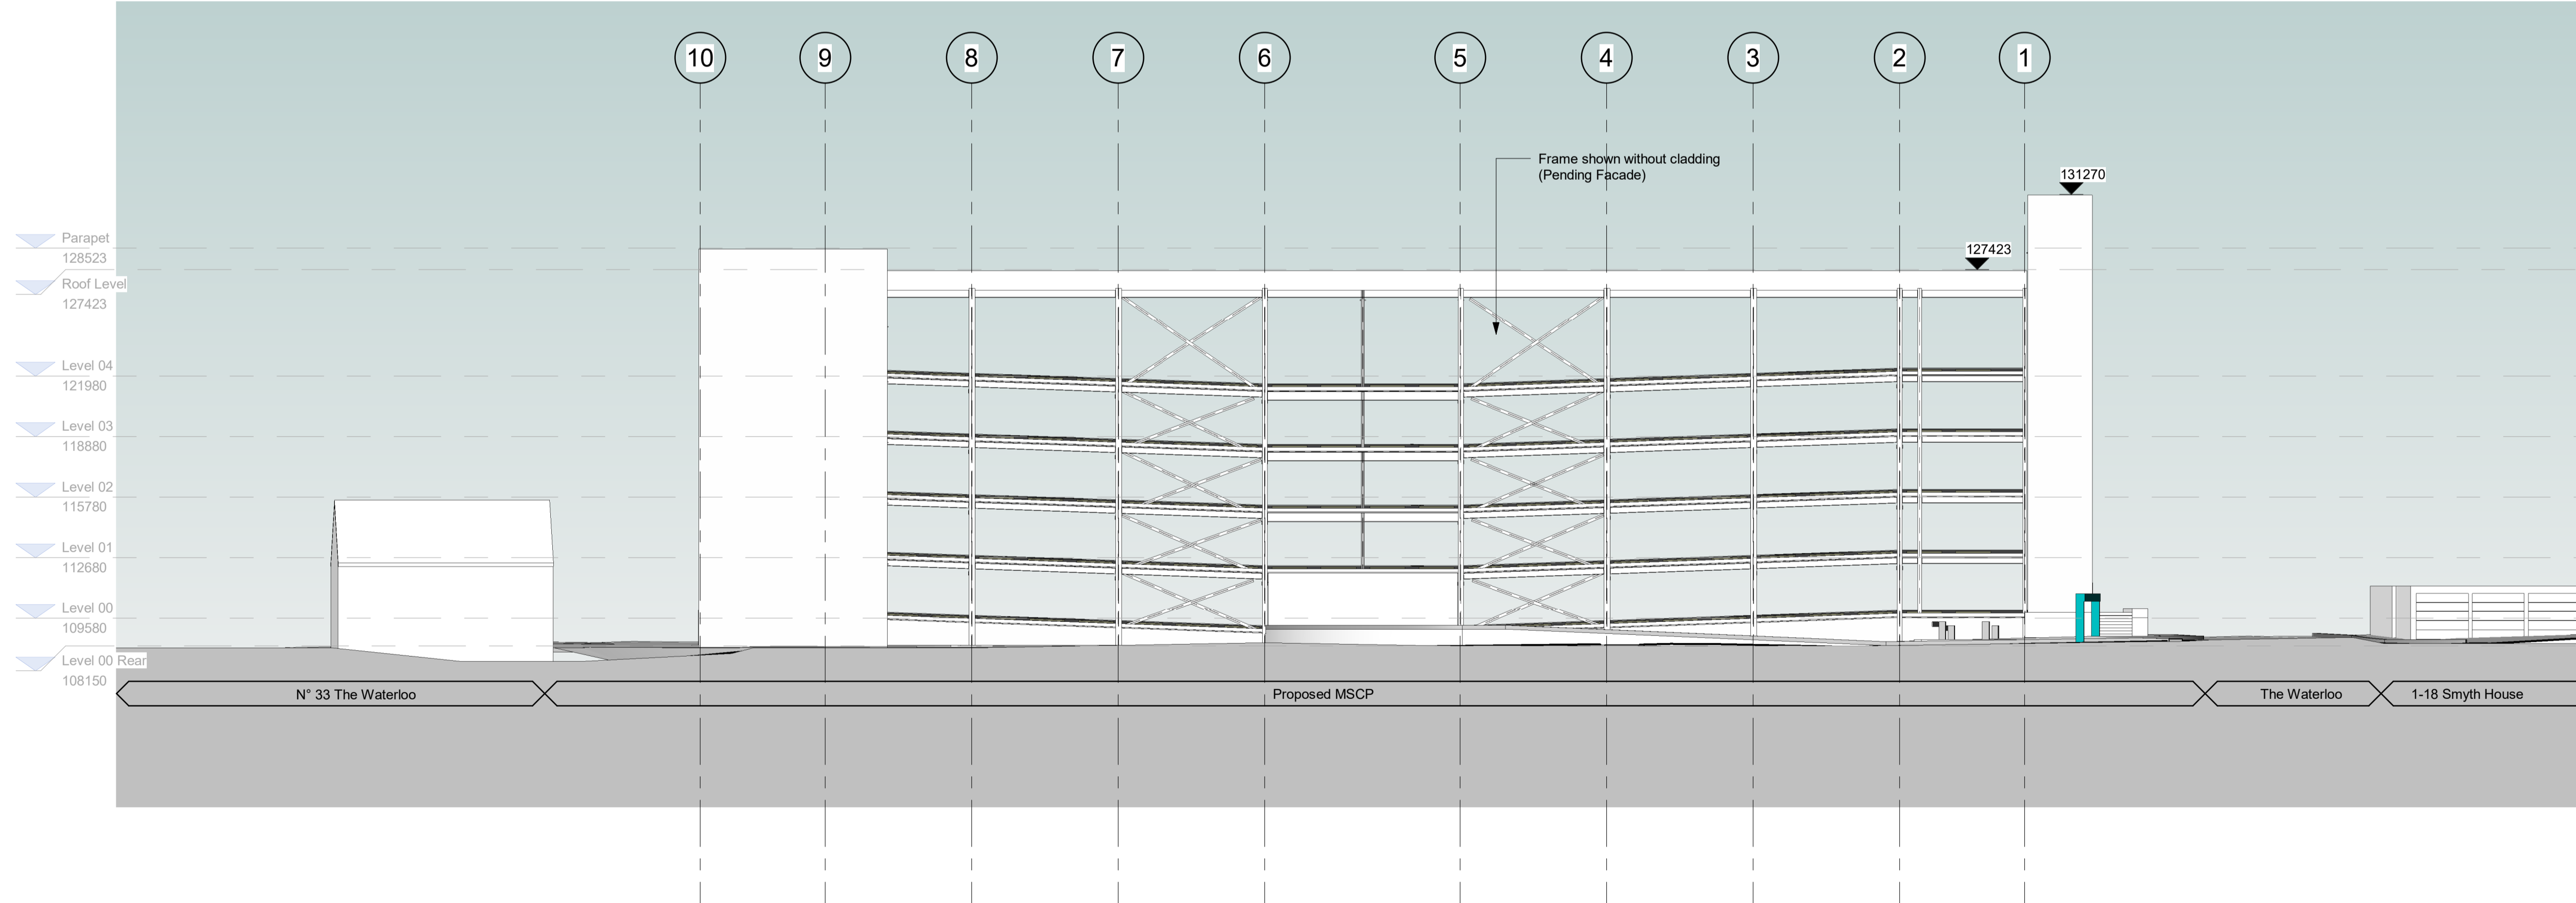 10 9 8 7 6 5 4 3 2 1
Frame shown without cladding
(Pending Facade)
131270
127423
Parapet
128523
Roof Level
127423
Level 04
121980
Level 03
118880
Level 02
115780
Level 01
112680
Level 00
109580
Level 00 Rear
108150
N° 33 The Waterloo
Proposed MSCP
The Waterloo
1-18 Smyth House